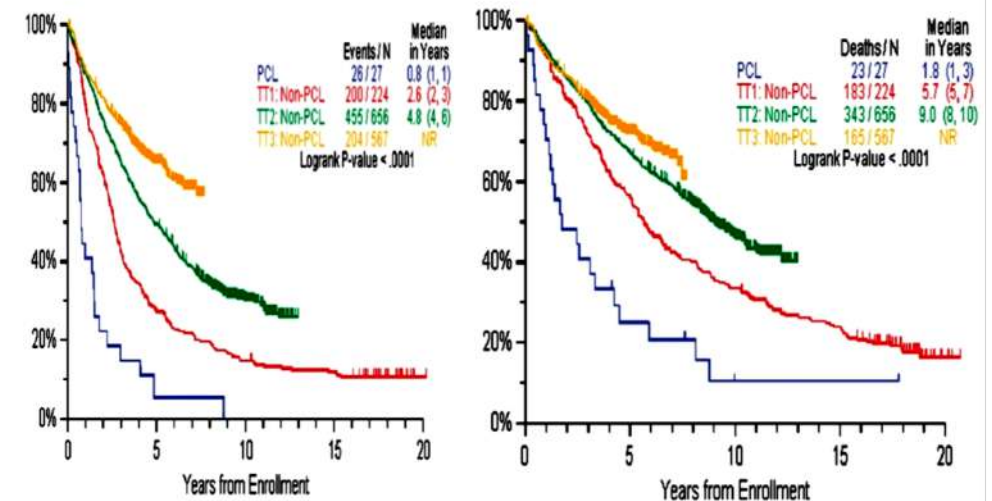 100%
80%
60%
40%
20%
0%
0 5 10 15 20
Years from Enrollment
Events / N Median in Years
PCL 26 / 27 0.8 (1, 1)
TT1: Non-PCL 200 / 224 2.6 (2, 3)
TT2: Non-PCL 455 / 656 4.8 (4, 6)
TT3: Non-PCL 204 / 567 NR
Logrank P-value < .0001
100%
80%
60%
40%
20%
0%
0 5 10 15 20
Years from Enrollment
Deaths / N Median in Years
PCL 23 / 27 1.8 (1, 3)
TT1: Non-PCL 183 / 224 5.7 (5, 7)
TT2: Non-PCL 343 / 656 9.0 (8, 10)
TT3: Non-PCL 165 / 567 NR
Logrank P-value < .0001